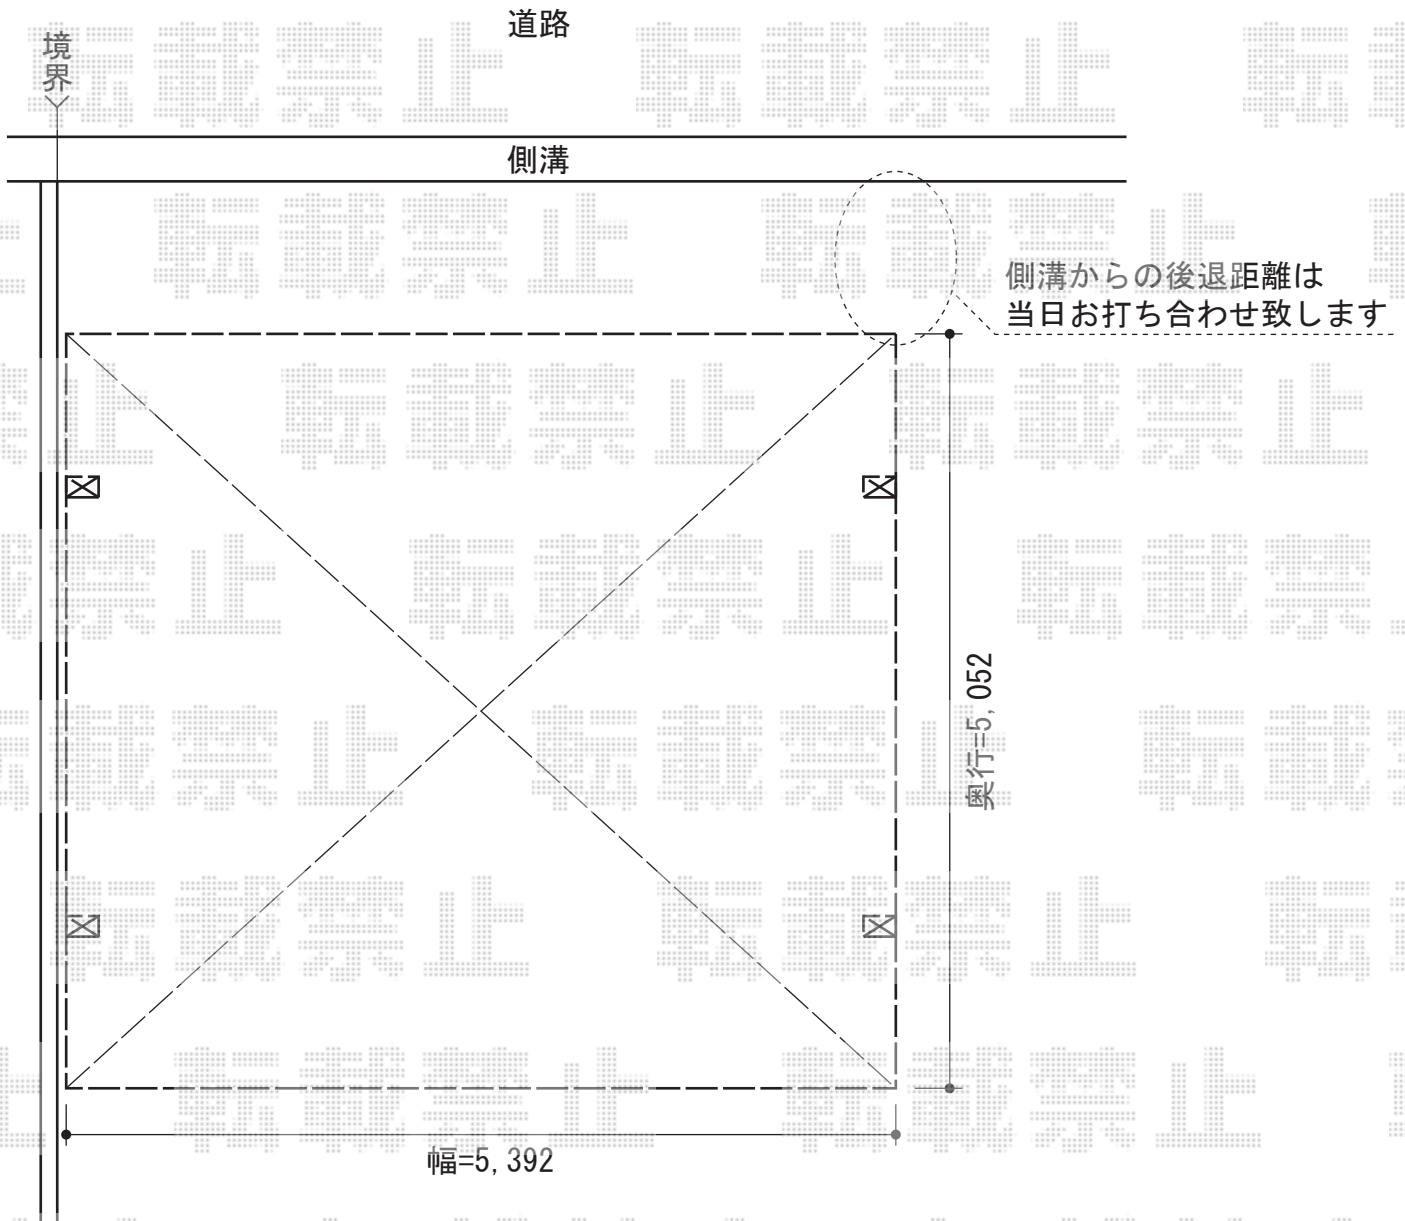 道路
境界
側溝
側溝からの後退距離は
当日お打ち合わせ致します
奥行=5,052
幅=5,392
転載禁止